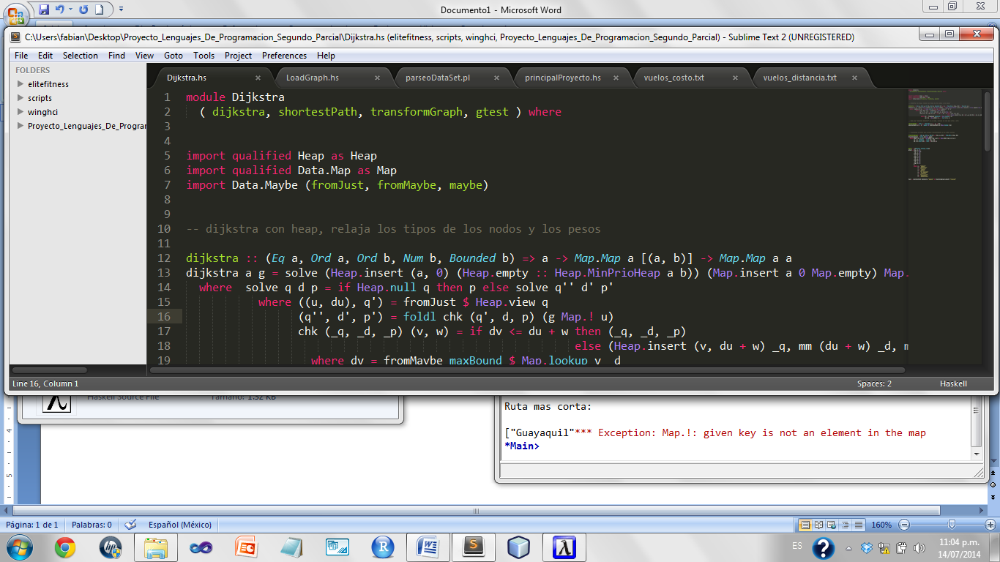 Documento1 - Microsoft Word
C:\Users\fabian\Desktop\Proyecto_Lenguajes_De_Programacion_Segundo_Parcial\Dijkstra.hs (elitefitness, scripts, winghci, Proyecto_Lenguajes_De_Programacion_Segundo_Parcial) - Sublime Text 2 (UNREGISTERED)
File Edit Selection Find View Goto Tools Project Preferences Help
FOLDERS
elitefitness
scripts
winghci
Proyecto_Lenguajes_De_Progra
Dijkstra.hs × LoadGraph.hs × parseoDataSet.pl × principalProyecto.hs × vuelos_costo.txt × vuelos_distancia.txt ×
1 module Dijkstra
2 ( dijkstra, shortestPath, transformGraph, gtest ) where
3
4
5 import qualified Heap as Heap
6 import qualified Data.Map as Map
7 import Data.Maybe (fromJust, fromMaybe, maybe)
8
9
10 -- dijkstra con heap, relaja los tipos de los nodos y los pesos
11
12 dijkstra :: (Eq a, Ord a, Ord b, Num b, Bounded b) => a -> Map.Map a [(a, b)] -> Map.Map a a
13 dijkstra a g = solve (Heap.insert (a, 0) (Heap.empty :: Heap.MinPrioHeap a b)) (Map.insert a 0 Map.empty) Map.
14 where solve q d p = if Heap.null q then p else solve q'' d' p'
15 where ((u, du), q') = fromJust $ Heap.view q
16 (q'', d', p') = foldl chk (q', d, p) (g Map.! u)
17 chk (_q, _d, _p) (v, w) = if dv <= du + w then (_q, _d, _p)
18 else (Heap.insert (v, du + w) _q, mm (du + w) _d, m
19 where dv = fromMaybe maxBound $ Map.lookup v _d
Line 16, Column 1
Spaces: 2 Haskell
Haskell Source File Tamaño: 1.32 KB
Ruta mas corta:
["Guayaquil"*** Exception: Map.!: given key is not an element in the map
*Main>
Página: 1 de 1 Palabras: 0 Español (México) 160%
ES
11:04 p.m.
14/07/2014